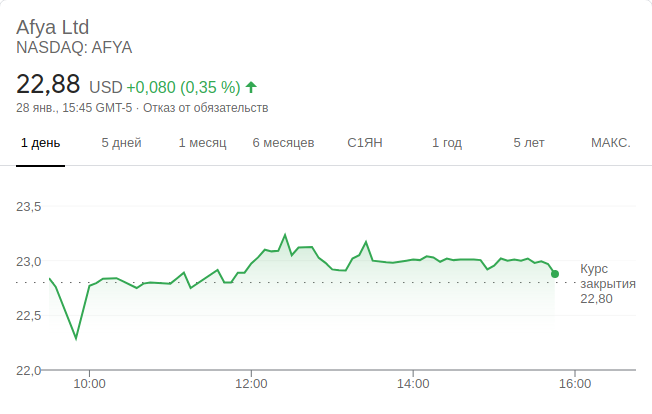 Afya Ltd
NASDAQ: AFYA
22,88 USD +0,080 (0,35 %)
28 янв., 15:45 GMT-5 · Отказ от обязательств
1 день 5 дней 1 месяц 6 месяцев С1ЯН 1 год 5 лет МАКС.
23,5
23,0
Курс
закрытия
22,80
22,5
22,0
10:00 12:00 14:00 16:00